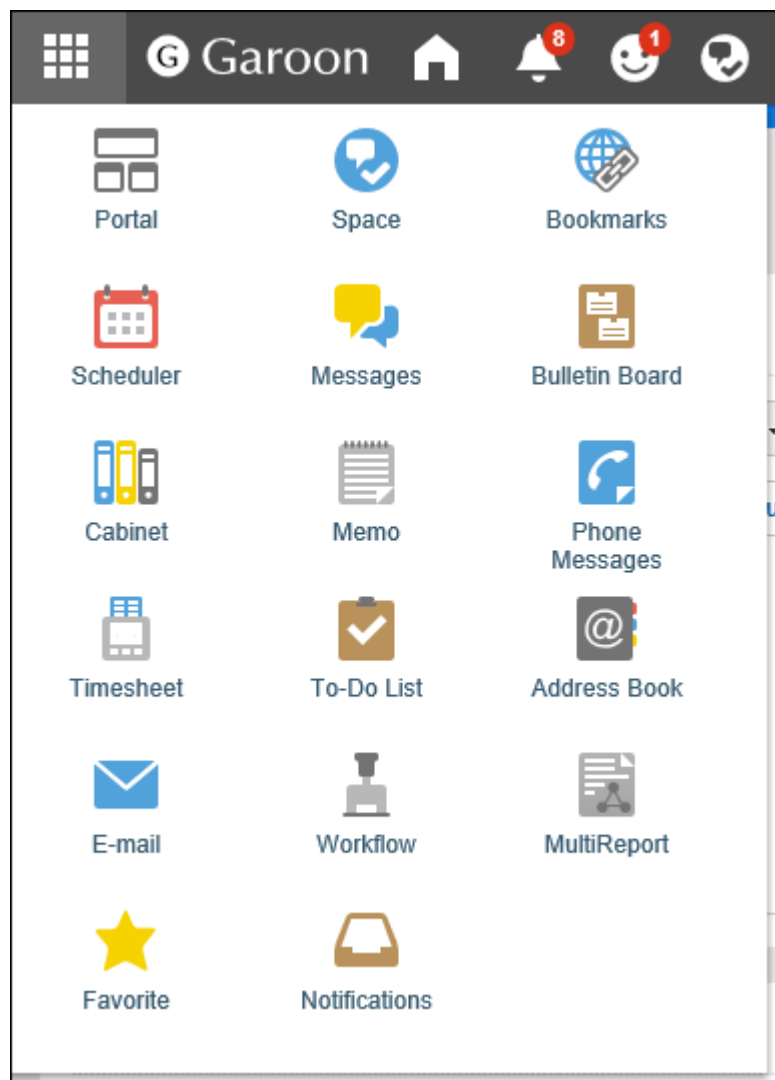 G Garoon 8 1
Portal Space Bookmarks
Scheduler Messages Bulletin Board
Cabinet Memo Phone
Messages
@
Timesheet To-Do List Address Book
E-mail Workflow MultiReport
Favorite Notifications